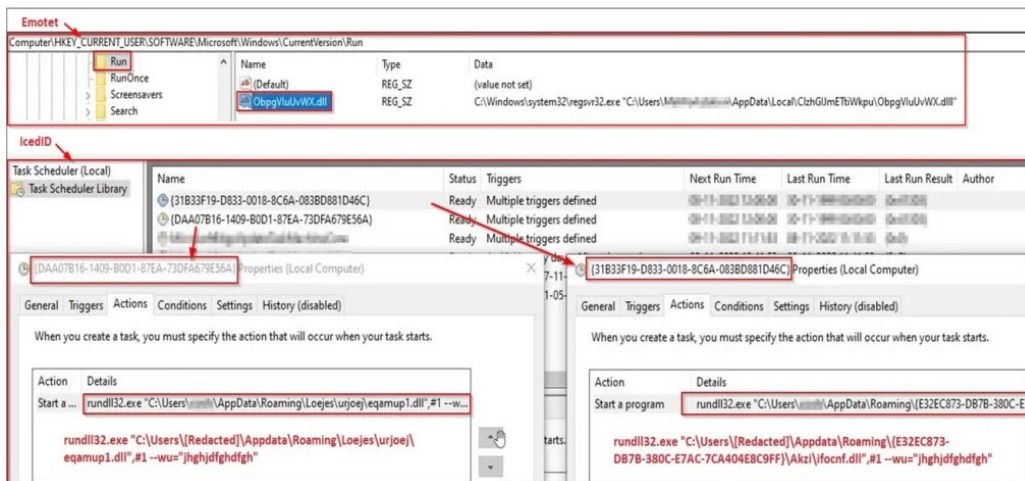 Emotet
Computer\HKEY_CURRENT_USER\SOFTWARE\Microsoft\Windows\CurrentVersion\Run
Run
RunOnce
Screensavers
Search
Name Type Data
(Default) REG_SZ (value not set)
ObpgVluUvWX.dll REG_SZ C:\Windows\system32\regsvr32.exe "C:\Users\ \AppData\Local\ClzhGlJmETtiWkpu\ObpgVluUvWX.dlll"
IcedID
Task Scheduler (Local)
Task Scheduler Library
Name Status Triggers Next Run Time Last Run Time Last Run Result Author
{31B33F19-D833-0018-8C6A-083BD881D46C} Ready Multiple triggers defined
{DAA07B16-1409-B0D1-87EA-73DFA679E56A} Ready Multiple triggers defined
Ready Multiple triggers defined
{DAA07B16-1409-B0D1-87EA-73DFA679E56A} Properties (Local Computer)
General Triggers Actions Conditions Settings History (disabled)
When you create a task, you must specify the action that will occur when your task starts.
Action Details
Start a ... rundll32.exe "C:\Users\ \AppData\Roaming\Loejes\urjoej\eqamup1.dll",#1 --w...
rundll32.exe "C:\Users\[Redacted]\Appdata\Roaming\Loejes\urjoej\
eqamup1.dll",#1 --wu="jhghjdfghdfgh"
tarts.
{31B33F19-D833-0018-8C6A-083BD881D46C} Properties (Local Computer)
General Triggers Actions Conditions Settings History (disabled)
When you create a task, you must specify the action that will occur when your task starts.
Action Details
Start a program rundll32.exe "C:\Users\ \AppData\Roaming\{E32EC873-DB7B-380C-E
rundll32.exe "C:\Users\[Redacted]\Appdata\Roaming\{E32EC873-
DB7B-380C-E7AC-7CA404E8C9FF}\Akzi\ifocnf.dll",#1 --wu="jhghjdfghdfgh"